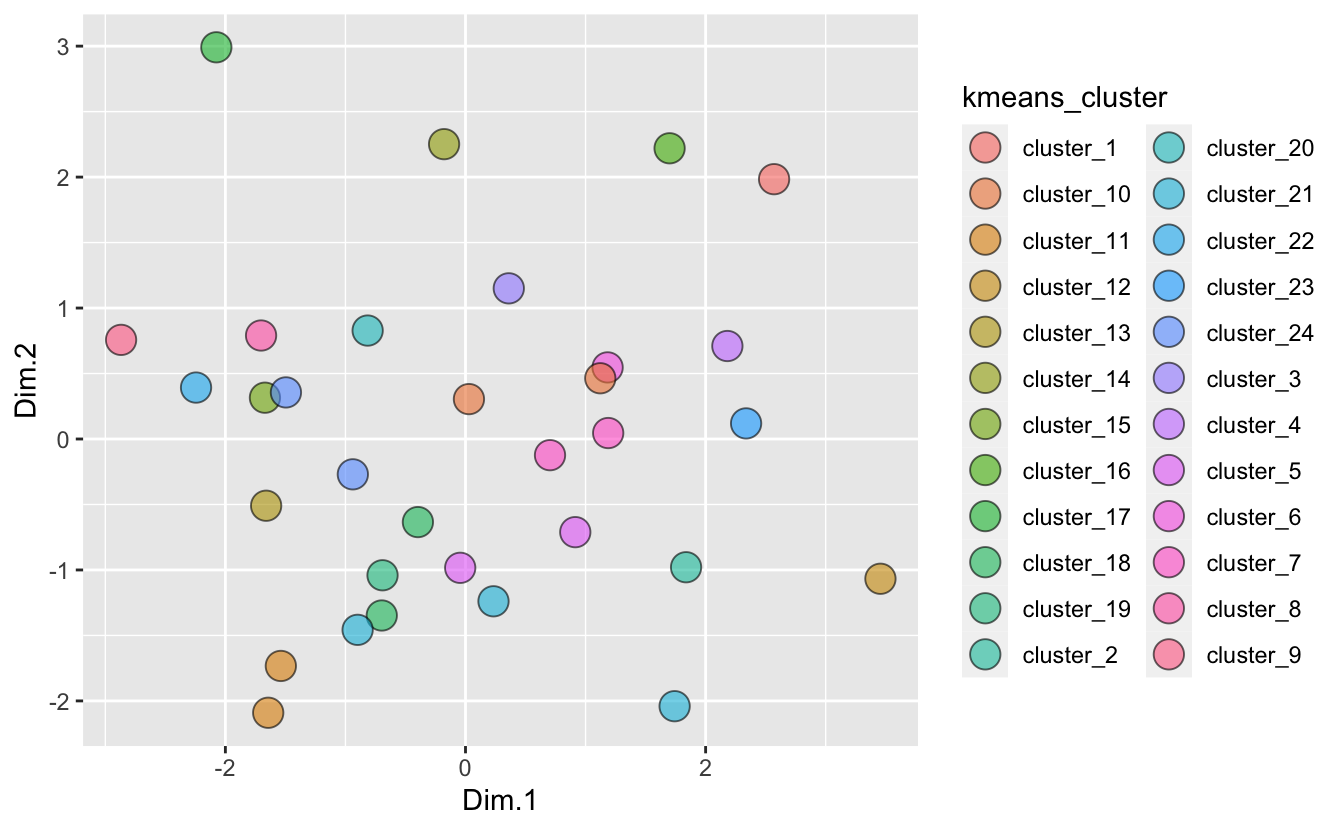 3
2
1
0
-1
-2
Dim.2
-2
0
2
Dim.1
kmeans_cluster
cluster_1
cluster_10
cluster_11
cluster_12
cluster_13
cluster_14
cluster_15
cluster_16
cluster_17
cluster_18
cluster_19
cluster_2
cluster_20
cluster_21
cluster_22
cluster_23
cluster_24
cluster_3
cluster_4
cluster_5
cluster_6
cluster_7
cluster_8
cluster_9